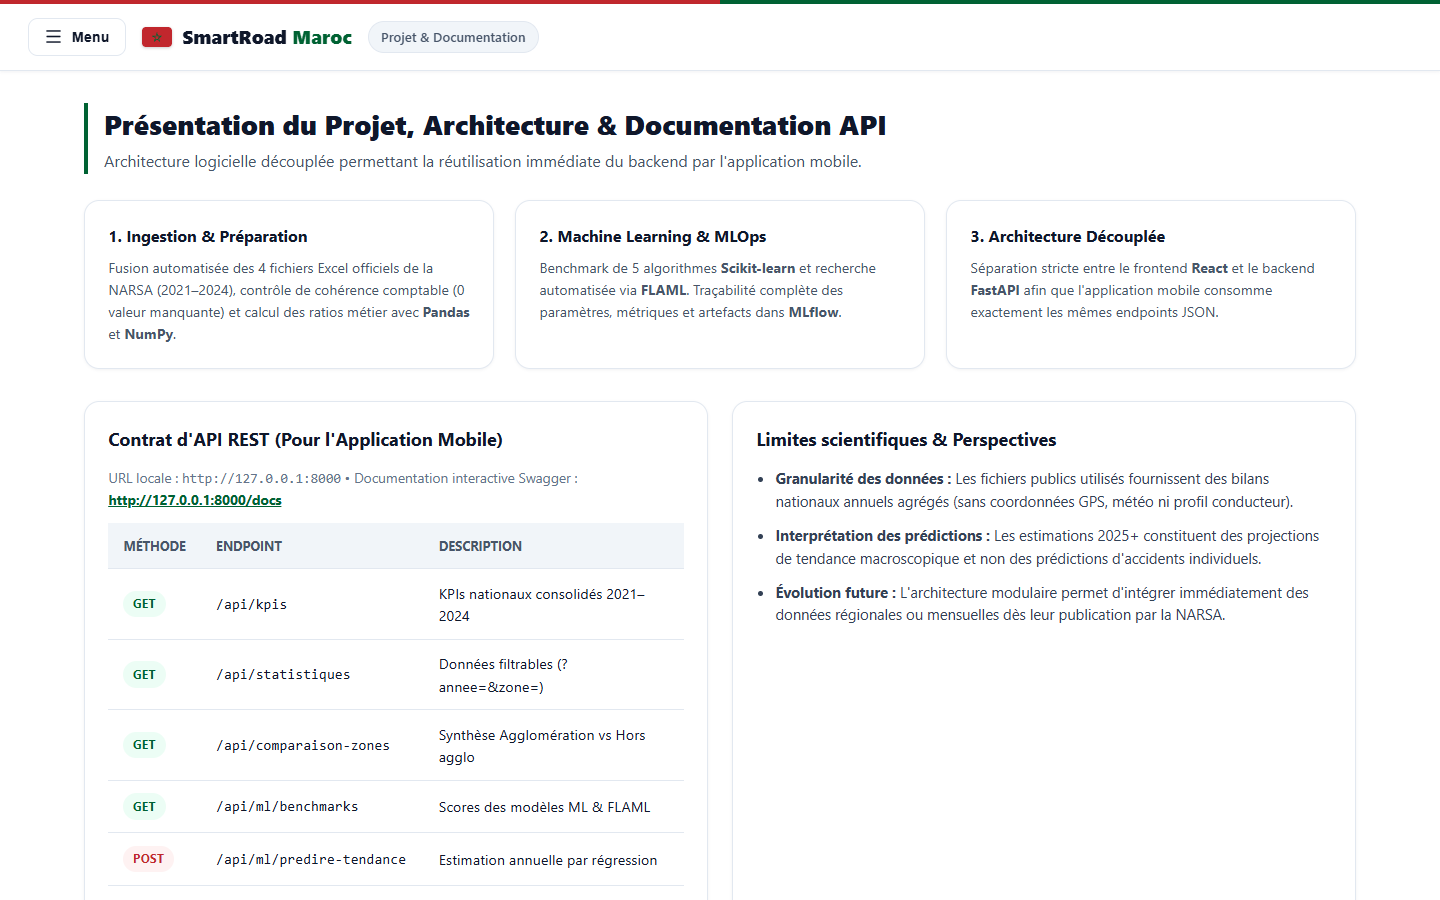 Menu
SmartRoad Maroc
Projet & Documentation
Présentation du Projet, Architecture & Documentation API
Architecture logicielle découplée permettant la réutilisation immédiate du backend par l'application mobile.
1. Ingestion & Préparation
Fusion automatisée des 4 fichiers Excel officiels de la
NARSA (2021–2024), contrôle de cohérence comptable (0
valeur manquante) et calcul des ratios métier avec Pandas
et NumPy.
2. Machine Learning & MLOps
Benchmark de 5 algorithmes Scikit-learn et recherche
automatisée via FLAML. Traçabilité complète des
paramètres, métriques et artefacts dans MLflow.
3. Architecture Découplée
Séparation stricte entre le frontend React et le backend
FastAPI afin que l'application mobile consomme
exactement les mêmes endpoints JSON.
Contrat d'API REST (Pour l'Application Mobile)
URL locale : http://127.0.0.1:8000 • Documentation interactive Swagger :
http://127.0.0.1:8000/docs
MÉTHODE ENDPOINT DESCRIPTION
GET /api/kpis KPIs nationaux consolidés 2021–
2024
GET /api/statistiques Données filtrables (?
annee=&zone=)
GET /api/comparaison-zones Synthèse Agglomération vs Hors
agglo
GET /api/ml/benchmarks Scores des modèles ML & FLAML
POST /api/ml/predire-tendance Estimation annuelle par régression
Limites scientifiques & Perspectives
• Granularité des données : Les fichiers publics utilisés fournissent des bilans
nationaux annuels agrégés (sans coordonnées GPS, météo ni profil conducteur).
• Interprétation des prédictions : Les estimations 2025+ constituent des projections
de tendance macroscopique et non des prédictions d'accidents individuels.
• Évolution future : L'architecture modulaire permet d'intégrer immédiatement des
données régionales ou mensuelles dès leur publication par la NARSA.